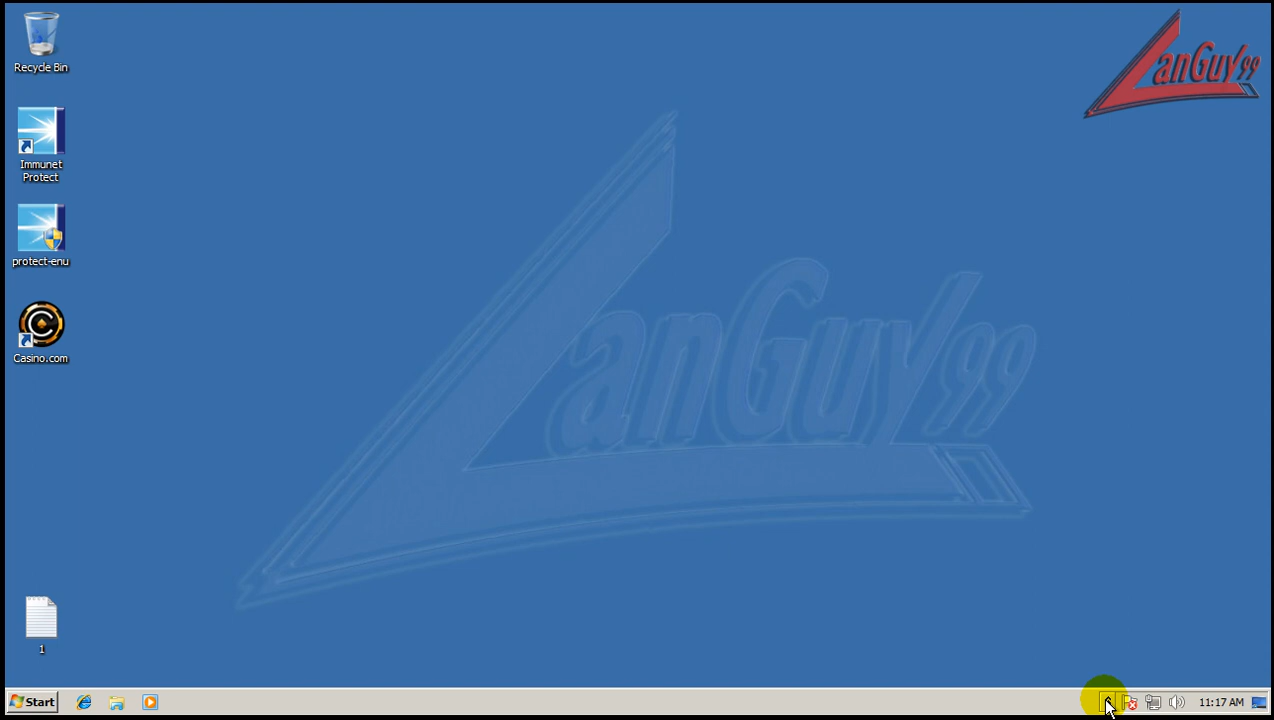 Recycle Bin
LanGuy99
Immunet
Protect
protect-enu
LanGuy99
Casino.com
1
Start
11:17 AM